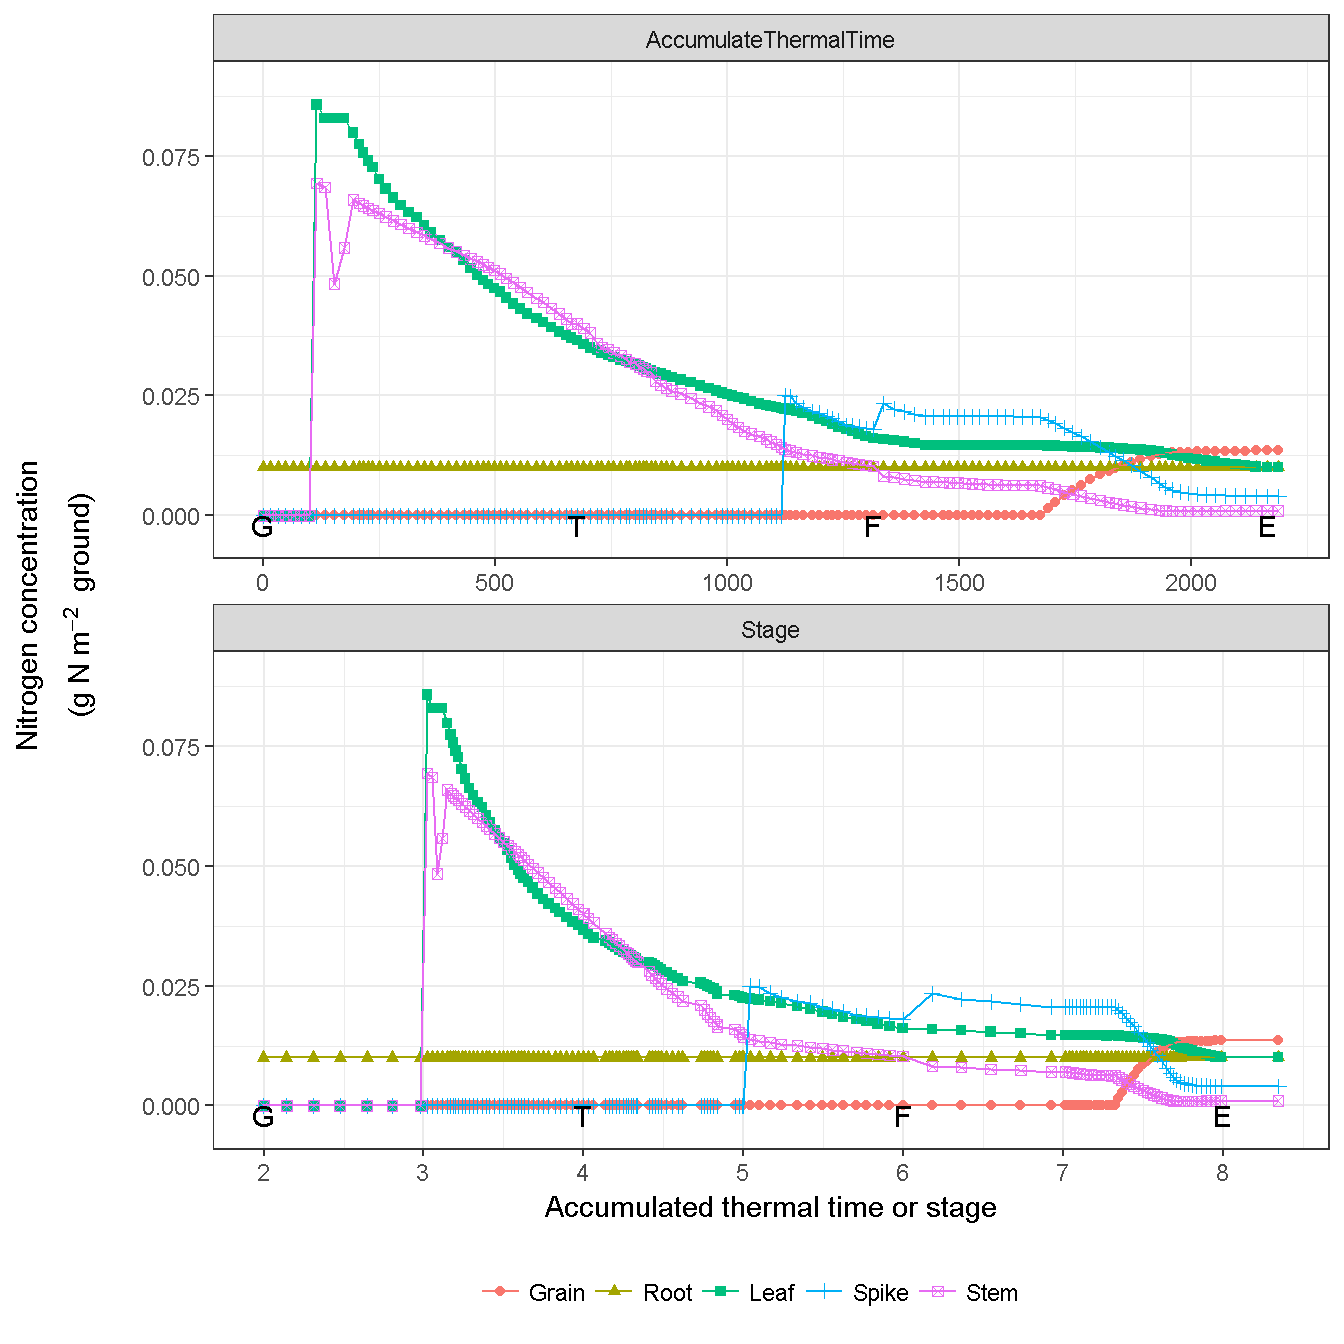 AccumulateThermalTime
0.075
0.050
0.025
0.000
G T F E
0 500 1000 1500 2000
Nitrogen concentration
(g N m⁻² ground)
Stage
0.075
0.050
0.025
0.000
G T F E
2 3 4 5 6 7 8
Accumulated thermal time or stage
Grain Root Leaf Spike Stem